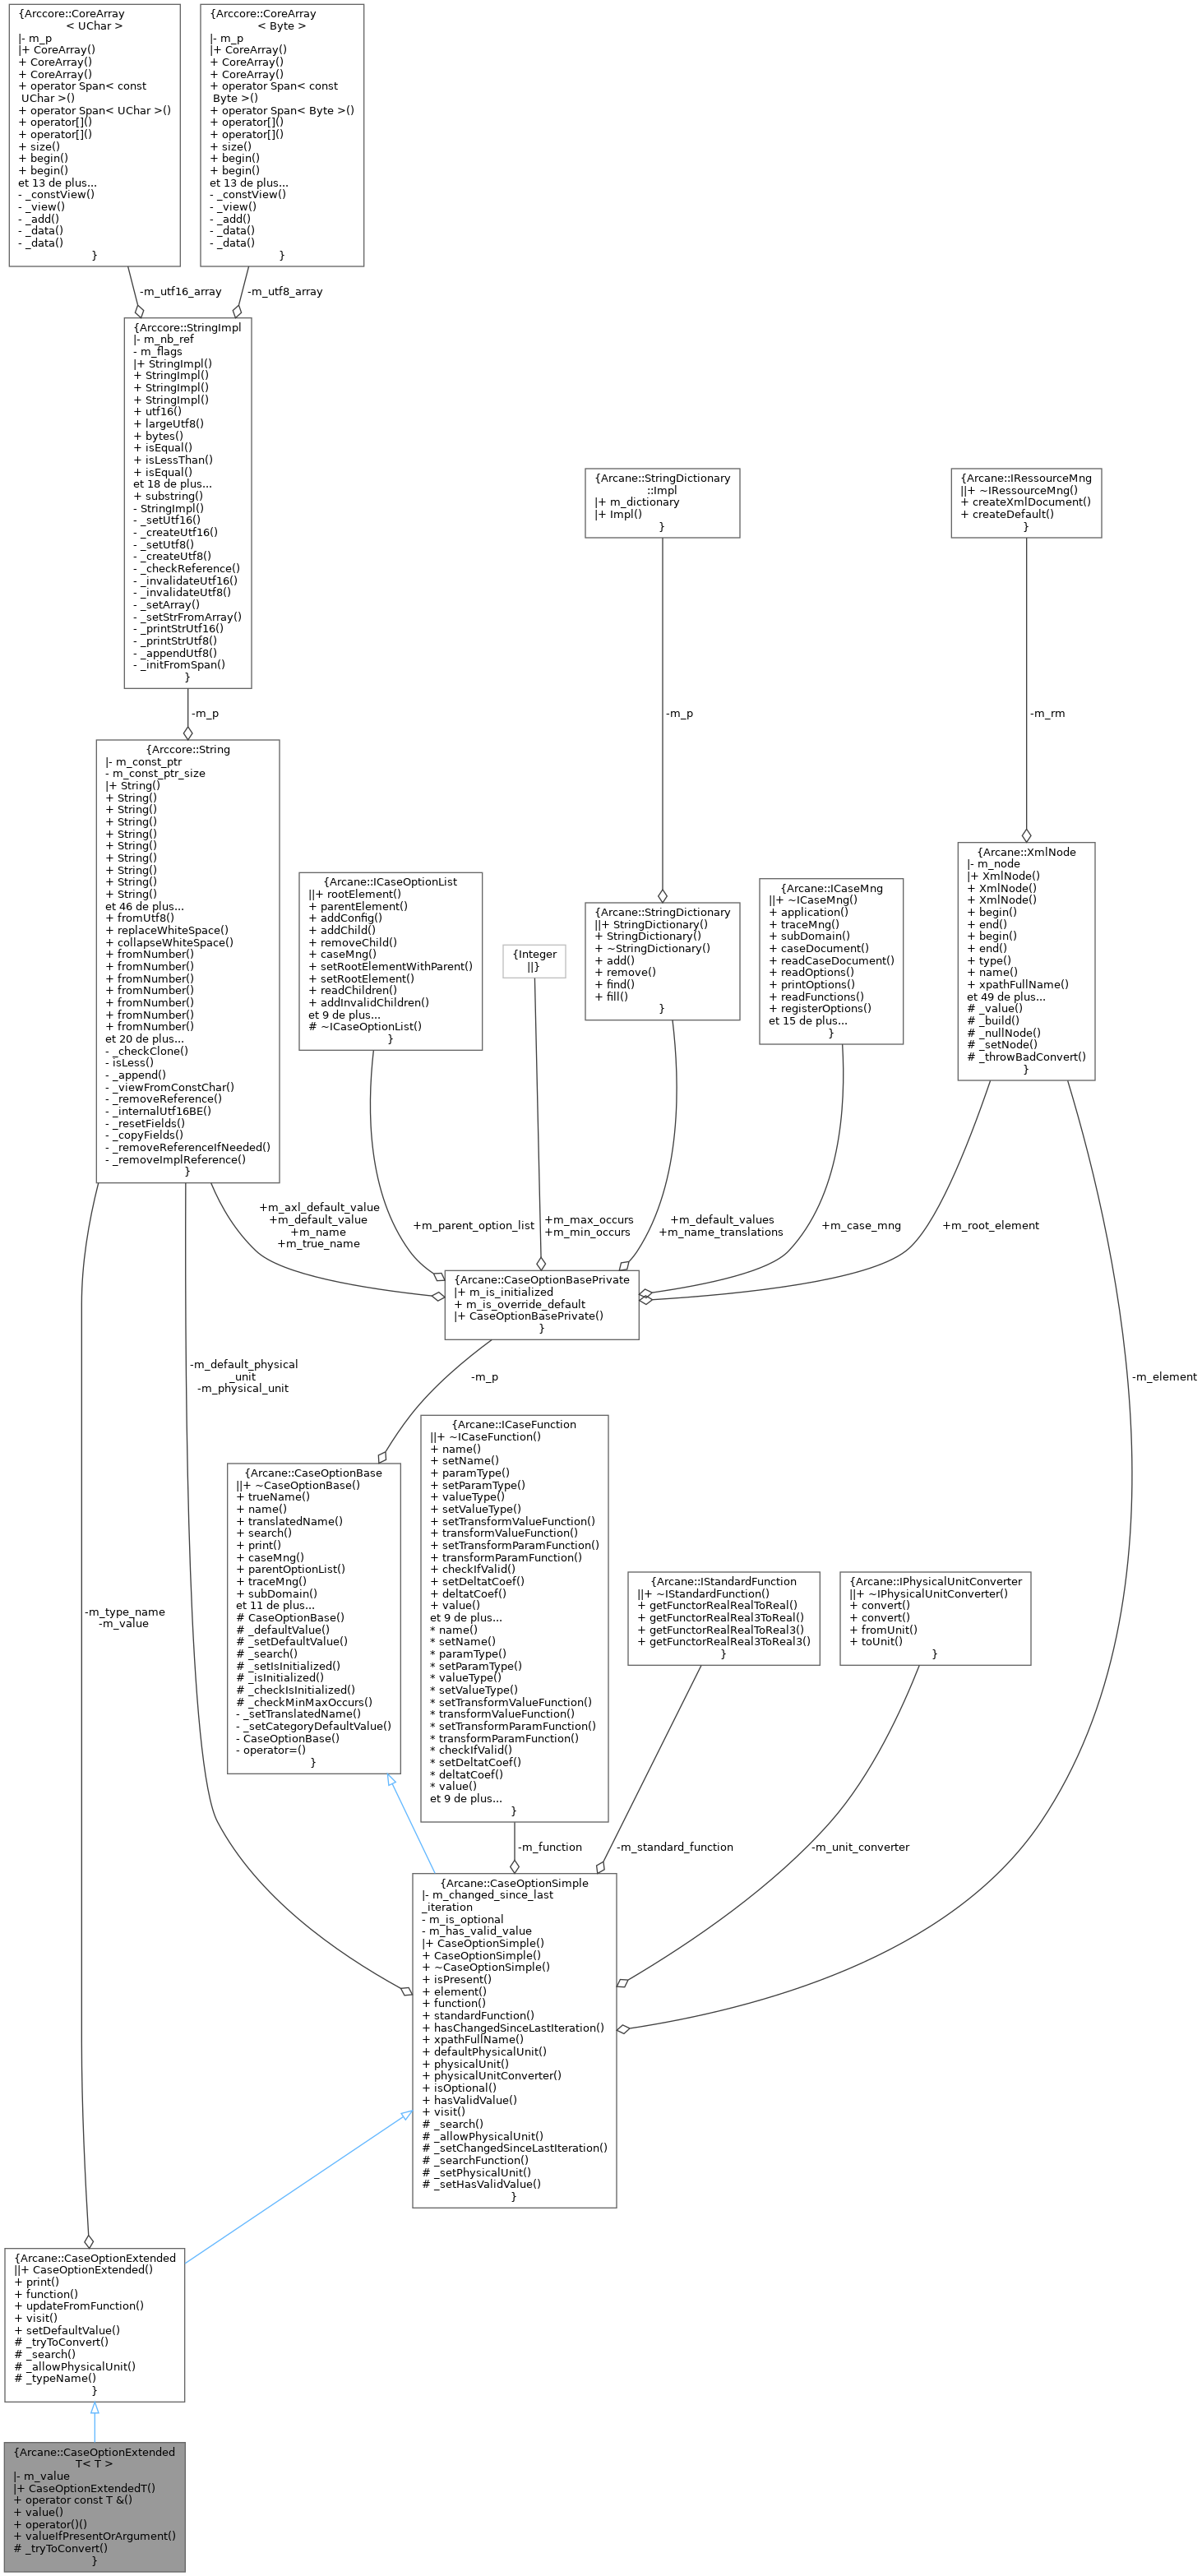 {Arccore::CoreArray
< UChar >
|- m_p
|+ CoreArray()
+ CoreArray()
+ CoreArray()
+ operator Span< const
UChar >()
+ operator Span< UChar >()
+ operator[]()
+ operator[]()
+ size()
+ begin()
+ begin()
et 13 de plus...
- _constView()
- _view()
- _add()
- _data()
- _data()
}
{Arccore::CoreArray
< Byte >
|- m_p
|+ CoreArray()
+ CoreArray()
+ CoreArray()
+ operator Span< const
Byte >()
+ operator Span< Byte >()
+ operator[]()
+ operator[]()
+ size()
+ begin()
+ begin()
et 13 de plus...
- _constView()
- _view()
- _add()
- _data()
- _data()
}
-m_utf16_array
-m_utf8_array
{Arccore::StringImpl
|- m_nb_ref
- m_flags
|+ StringImpl()
+ StringImpl()
+ StringImpl()
+ StringImpl()
+ utf16()
+ largeUtf8()
+ bytes()
+ isEqual()
+ isLessThan()
+ isEqual()
et 18 de plus...
+ substring()
- StringImpl()
- _setUtf16()
- _createUtf16()
- _setUtf8()
- _createUtf8()
- _checkReference()
- _invalidateUtf16()
- _invalidateUtf8()
- _setArray()
- _setStrFromArray()
- _printStrUtf16()
- _printStrUtf8()
- _appendUtf8()
- _initFromSpan()
}
{Arcane::StringDictionary
::Impl
|+ m_dictionary
|+ Impl()
}
{Arcane::IRessourceMng
||+ ~IRessourceMng()
+ createXmlDocument()
+ createDefault()
}
-m_p
-m_p
-m_rm
{Arccore::String
|- m_const_ptr
- m_const_ptr_size
|+ String()
+ String()
+ String()
+ String()
+ String()
+ String()
+ String()
+ String()
+ String()
+ String()
et 46 de plus...
+ fromUtf8()
+ replaceWhiteSpace()
+ collapseWhiteSpace()
+ fromNumber()
+ fromNumber()
+ fromNumber()
+ fromNumber()
+ fromNumber()
+ fromNumber()
+ fromNumber()
et 20 de plus...
- _checkClone()
- isLess()
- _append()
- _viewFromConstChar()
- _removeReference()
- _internalUtf16BE()
- _resetFields()
- _copyFields()
- _removeReferenceIfNeeded()
- _removeImplReference()
}
{Arcane::ICaseOptionList
||+ rootElement()
+ parentElement()
+ addConfig()
+ addChild()
+ removeChild()
+ caseMng()
+ setRootElementWithParent()
+ setRootElement()
+ readChildren()
+ addInvalidChildren()
et 9 de plus...
# ~ICaseOptionList()
}
{Integer
||}
{Arcane::StringDictionary
||+ StringDictionary()
+ StringDictionary()
+ ~StringDictionary()
+ add()
+ remove()
+ find()
+ fill()
}
{Arcane::ICaseMng
||+ ~ICaseMng()
+ application()
+ traceMng()
+ subDomain()
+ caseDocument()
+ readCaseDocument()
+ readOptions()
+ printOptions()
+ readFunctions()
+ registerOptions()
et 15 de plus...
}
{Arcane::XmlNode
|- m_node
|+ XmlNode()
+ XmlNode()
+ XmlNode()
+ begin()
+ end()
+ begin()
+ end()
+ type()
+ name()
+ xpathFullName()
et 49 de plus...
# _value()
# _build()
# _nullNode()
# _setNode()
# _throwBadConvert()
}
+m_axl_default_value
+m_default_value
+m_name
+m_true_name
+m_parent_option_list
+m_max_occurs
+m_min_occurs
+m_default_values
+m_name_translations
+m_case_mng
+m_root_element
{Arcane::CaseOptionBasePrivate
|+ m_is_initialized
+ m_is_override_default
|+ CaseOptionBasePrivate()
}
-m_default_physical
_unit
-m_physical_unit
-m_p
-m_element
{Arcane::CaseOptionBase
||+ ~CaseOptionBase()
+ trueName()
+ name()
+ translatedName()
+ search()
+ print()
+ caseMng()
+ parentOptionList()
+ traceMng()
+ subDomain()
et 11 de plus...
# CaseOptionBase()
# _defaultValue()
# _setDefaultValue()
# _search()
# _setIsInitialized()
# _isInitialized()
# _checkIsInitialized()
# _checkMinMaxOccurs()
- _setTranslatedName()
- _setCategoryDefaultValue()
- CaseOptionBase()
- operator=()
}
{Arcane::ICaseFunction
||+ ~ICaseFunction()
+ name()
+ setName()
+ paramType()
+ setParamType()
+ valueType()
+ setValueType()
+ setTransformValueFunction()
+ transformValueFunction()
+ setTransformParamFunction()
+ transformParamFunction()
+ checkIfValid()
+ setDeltatCoef()
+ deltatCoef()
+ value()
et 9 de plus...
* name()
* setName()
* paramType()
* setParamType()
* valueType()
* setValueType()
* setTransformValueFunction()
* transformValueFunction()
* setTransformParamFunction()
* transformParamFunction()
* checkIfValid()
* setDeltatCoef()
* deltatCoef()
* value()
et 9 de plus...
}
{Arcane::IStandardFunction
||+ ~IStandardFunction()
+ getFunctorRealRealToReal()
+ getFunctorRealReal3ToReal()
+ getFunctorRealRealToReal3()
+ getFunctorRealReal3ToReal3()
}
{Arcane::IPhysicalUnitConverter
||+ ~IPhysicalUnitConverter()
+ convert()
+ convert()
+ fromUnit()
+ toUnit()
}
-m_type_name
-m_value
-m_function
-m_standard_function
-m_unit_converter
{Arcane::CaseOptionSimple
|- m_changed_since_last
_iteration
- m_is_optional
- m_has_valid_value
|+ CaseOptionSimple()
+ CaseOptionSimple()
+ ~CaseOptionSimple()
+ isPresent()
+ element()
+ function()
+ standardFunction()
+ hasChangedSinceLastIteration()
+ xpathFullName()
+ defaultPhysicalUnit()
+ physicalUnit()
+ physicalUnitConverter()
+ isOptional()
+ hasValidValue()
+ visit()
# _search()
# _allowPhysicalUnit()
# _setChangedSinceLastIteration()
# _searchFunction()
# _setPhysicalUnit()
# _setHasValidValue()
}
{Arcane::CaseOptionExtended
||+ CaseOptionExtended()
+ print()
+ function()
+ updateFromFunction()
+ visit()
+ setDefaultValue()
# _tryToConvert()
# _search()
# _allowPhysicalUnit()
# _typeName()
}
{Arcane::CaseOptionExtended
T< T >
|- m_value
|+ CaseOptionExtendedT()
+ operator const T &()
+ value()
+ operator()()
+ valueIfPresentOrArgument()
# _tryToConvert()
}